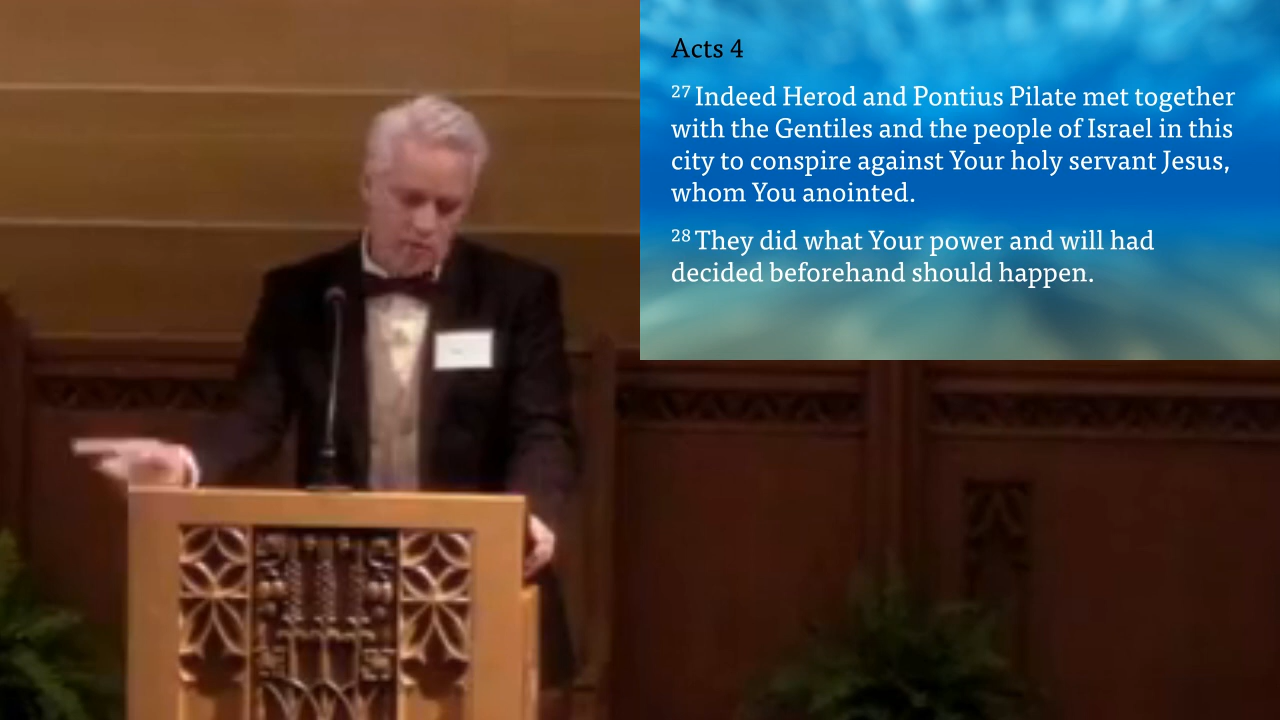 Acts 4
27 Indeed Herod and Pontius Pilate met together
with the Gentiles and the people of Israel in this
city to conspire against Your holy servant Jesus,
whom You anointed.
28 They did what Your power and will had
decided beforehand should happen.